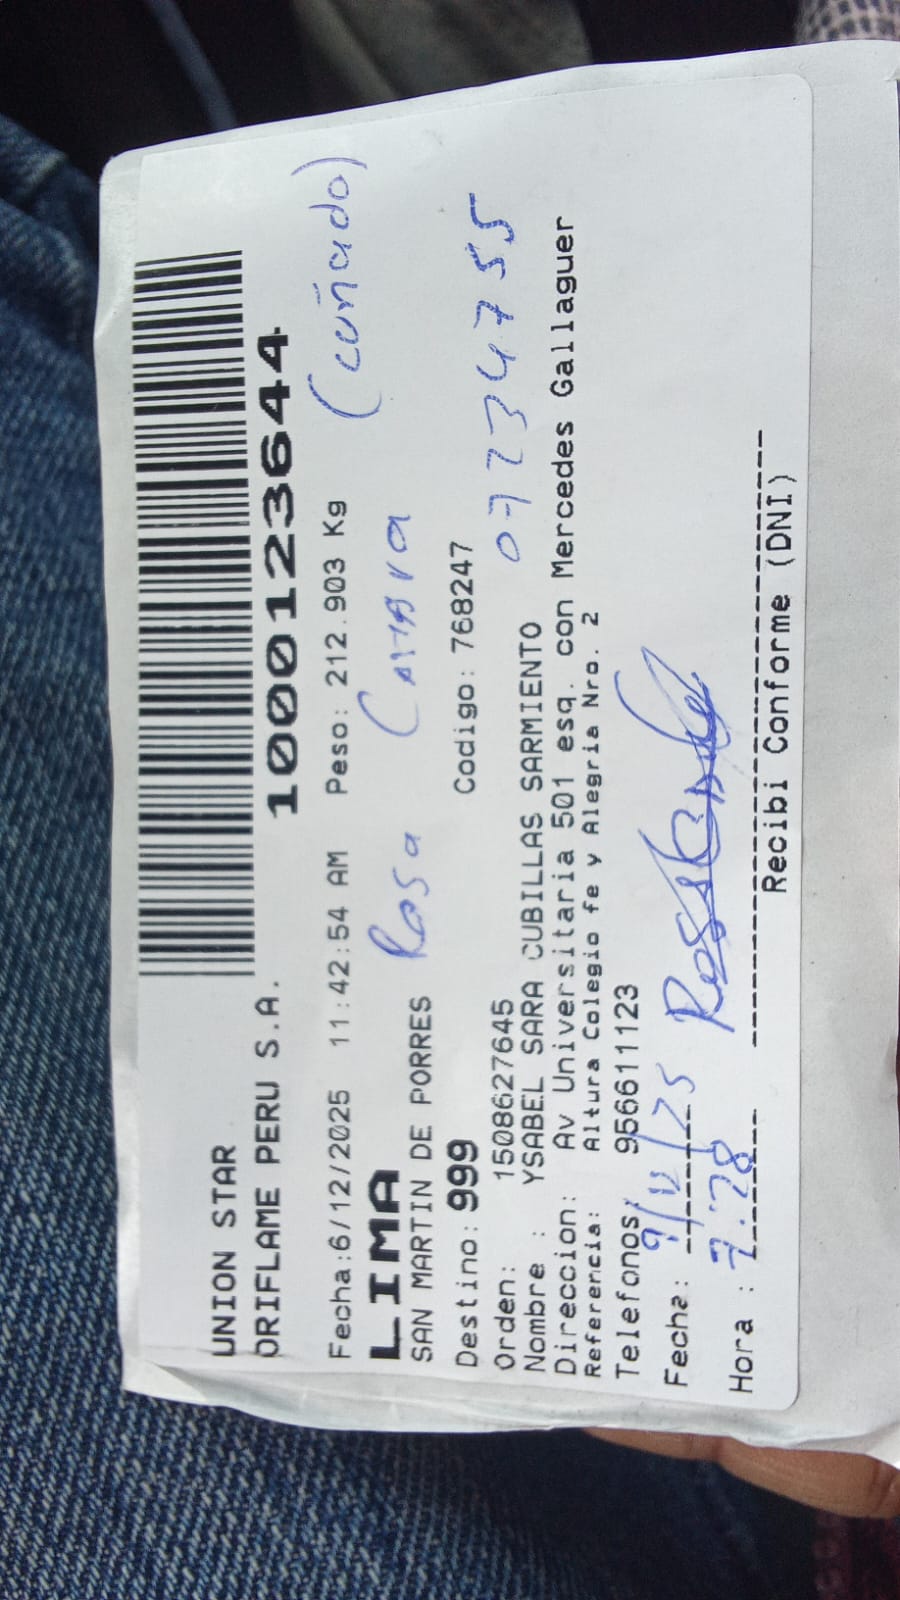 UNION STAR
ORIFLAME PERU S.A.
1000123644
Fecha:6/12/2025 11:42:54 AM Peso: 212.903 Kg (cuñado)
LIMA
SAN MARTIN DE PORRES Rosa
Destino: 999 Codigo: 768247
Orden: 1508627645 07234755
Nombre : YSABEL SARA CUBILLAS SARMIENTO
Direccion: Av Universitaria 501 esq. con Mercedes Gallaguer
Referencia: Altura Colegio fe y Alegria Nro. 2
Telefonos: 956611123
Fecha: 9/12/25
Hora : 7:28
Recibi Conforme (DNI)